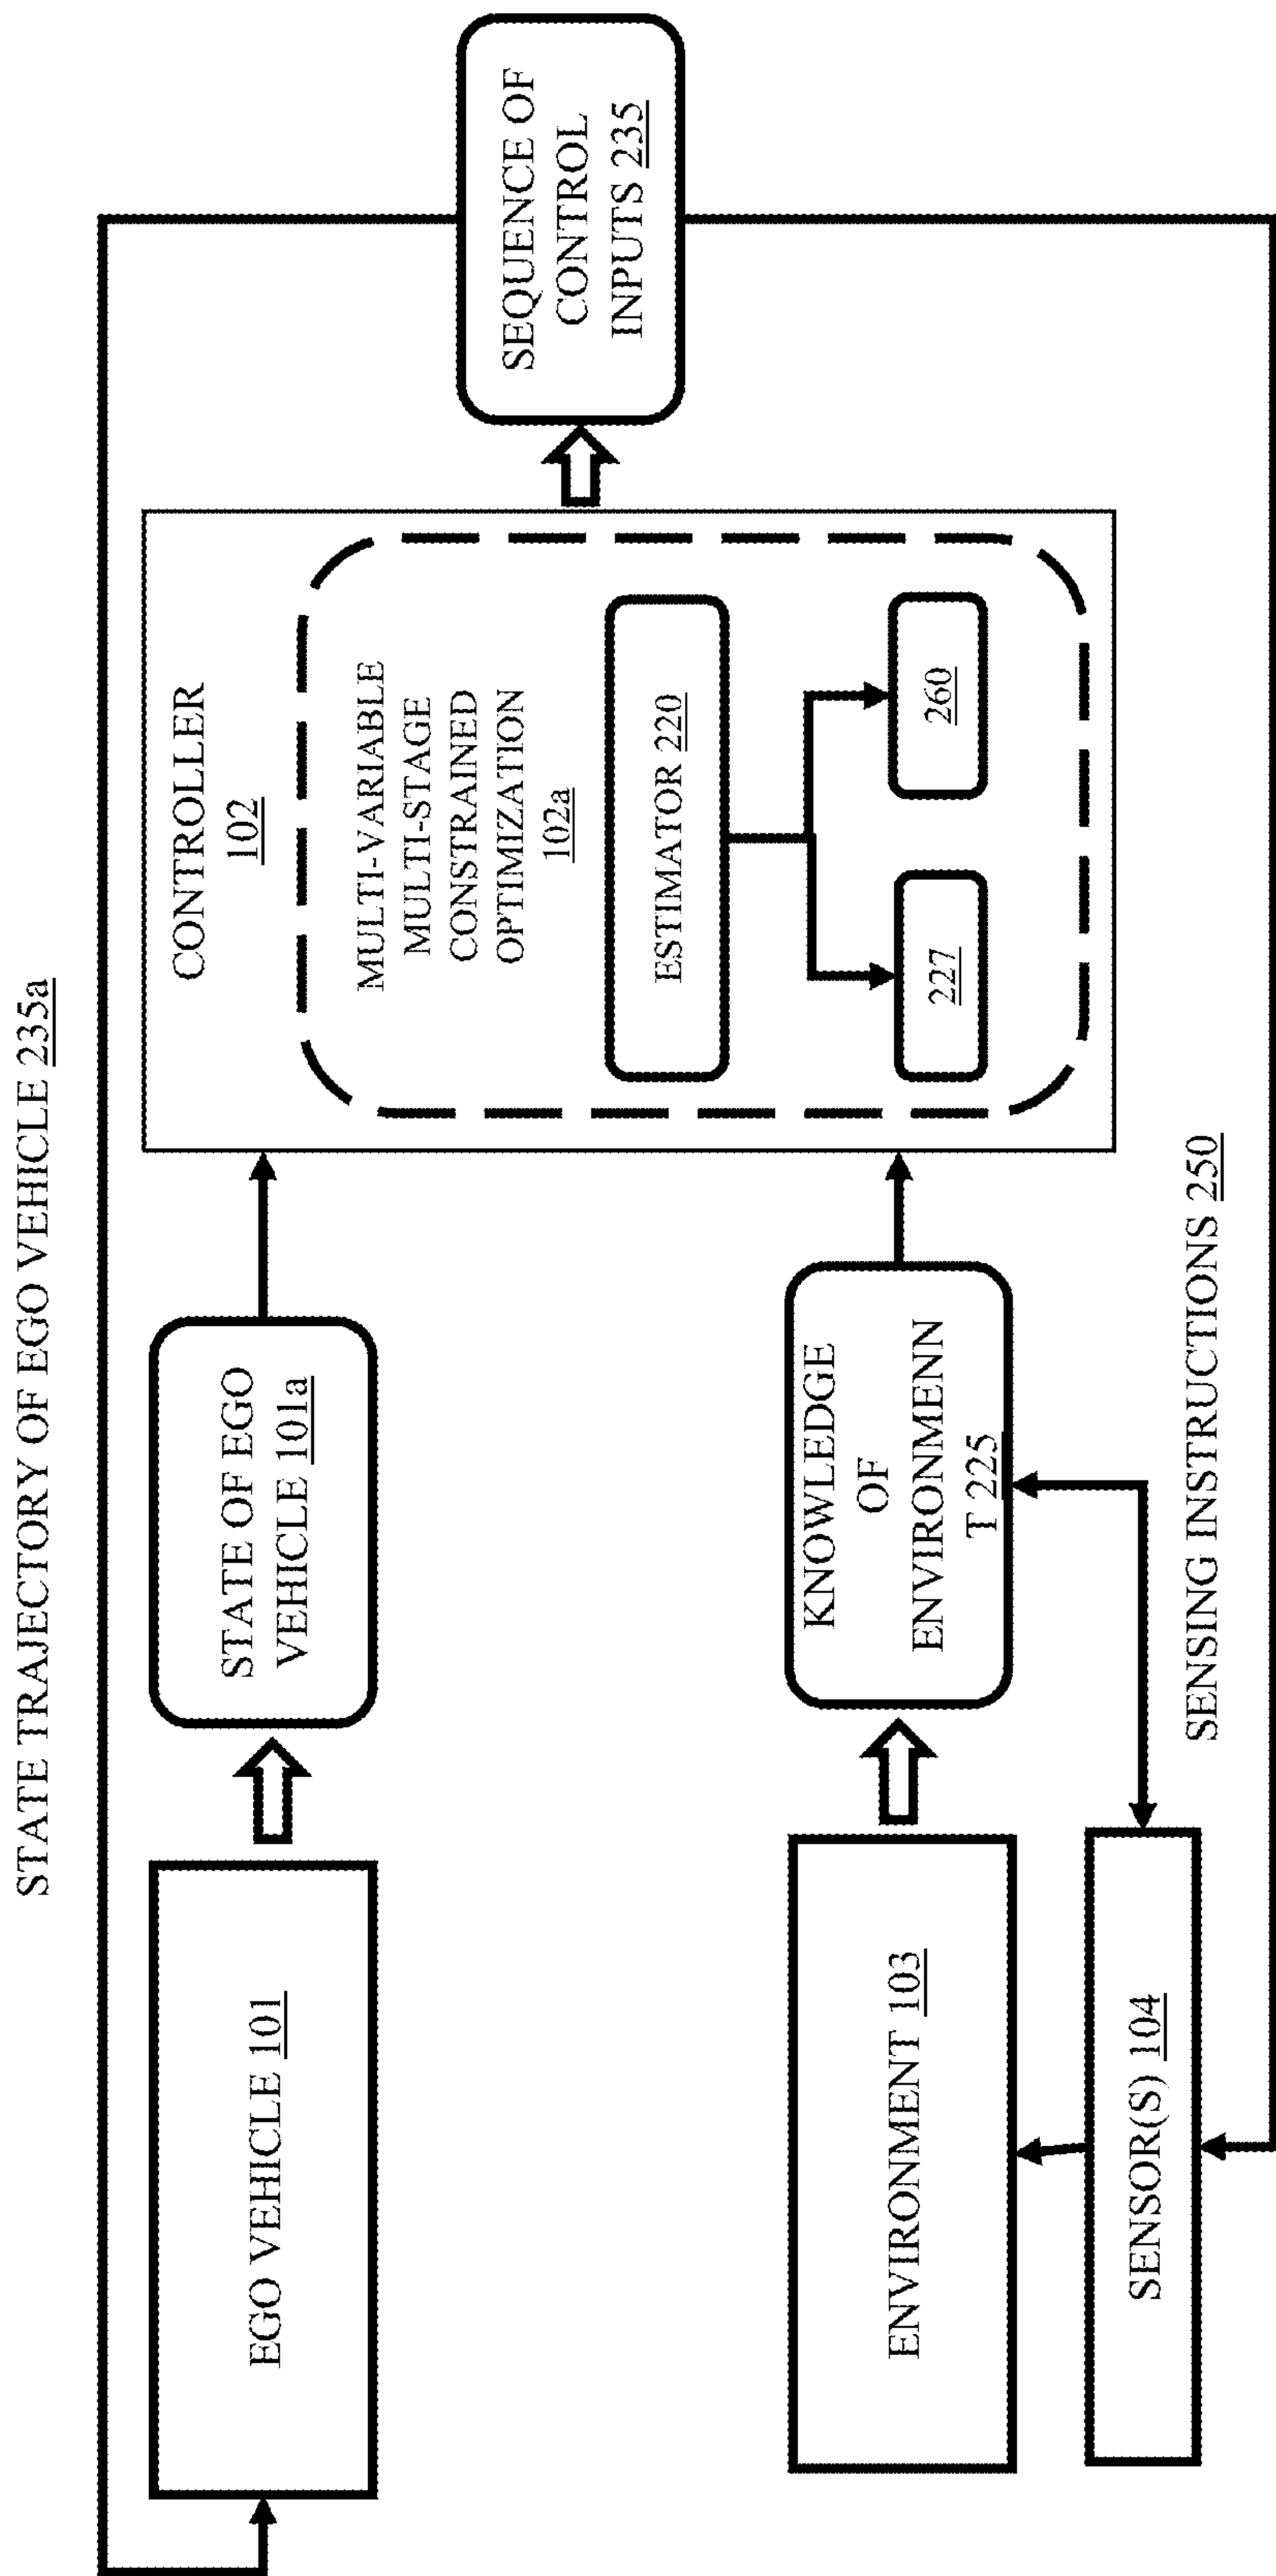 STATE TRAJECTORY OF EGO VEHICLE 235a
EGO VEHICLE 101
STATE OF EGO
VEHICLE 101a
CONTROLLER
102
MULTI-VARIABLE
MULTI-STAGE
CONSTRAINED
OPTIMIZATION
102a
ESTIMATOR 220
227
260
SEQUENCE OF
CONTROL
INPUTS 235
ENVIRONMENT 103
KNOWLEDGE
OF
ENVIRONMENN
T 225
SENSOR(S) 104
SENSING INSTRUCTIONS 250